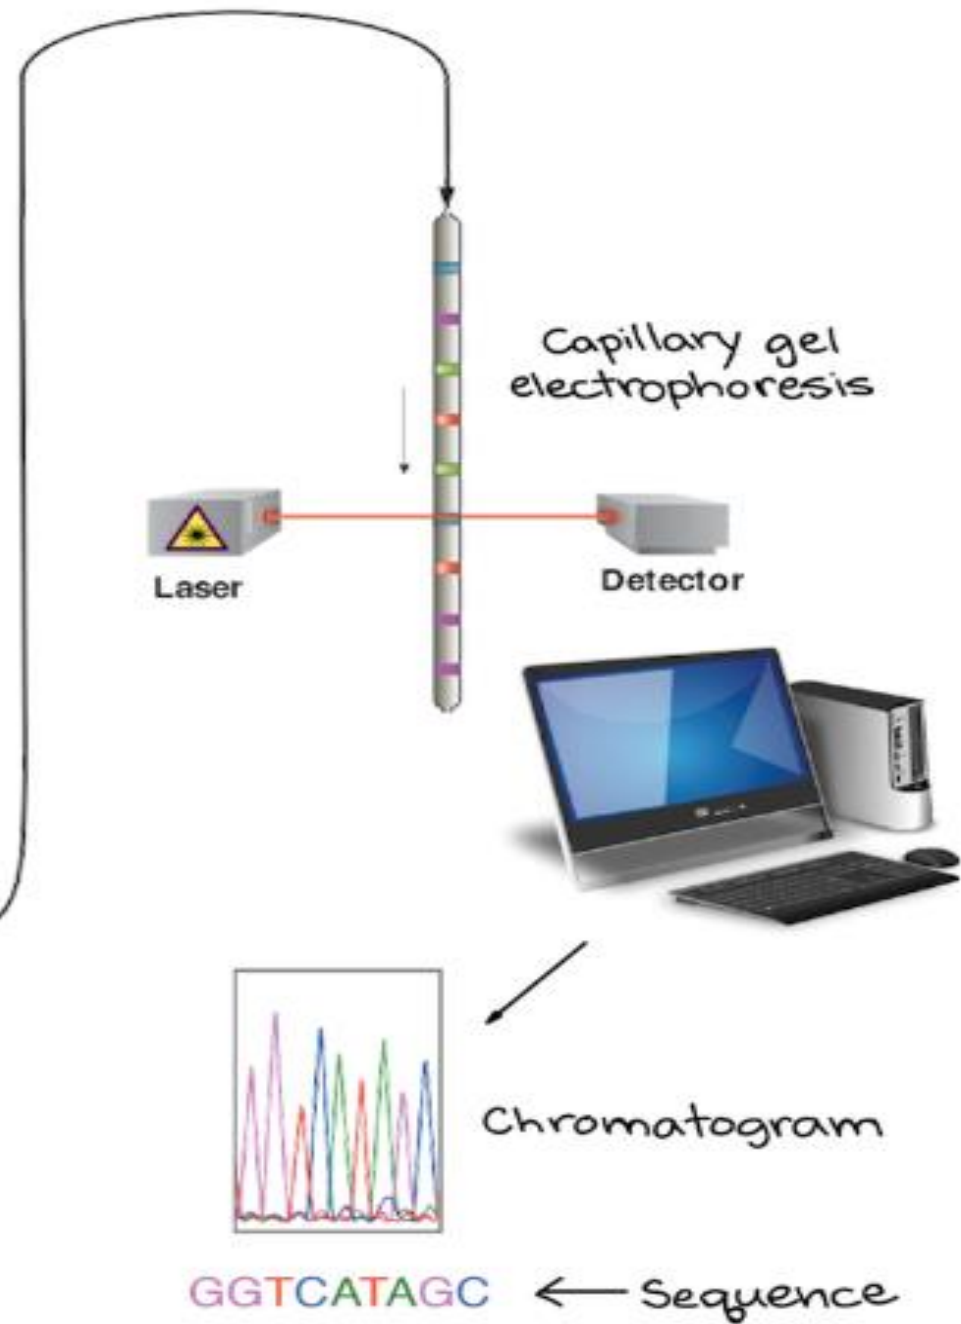 Capillary gel
electrophoresis
Laser
Detector
Chromatogram
GGTCATAGC ← Sequence